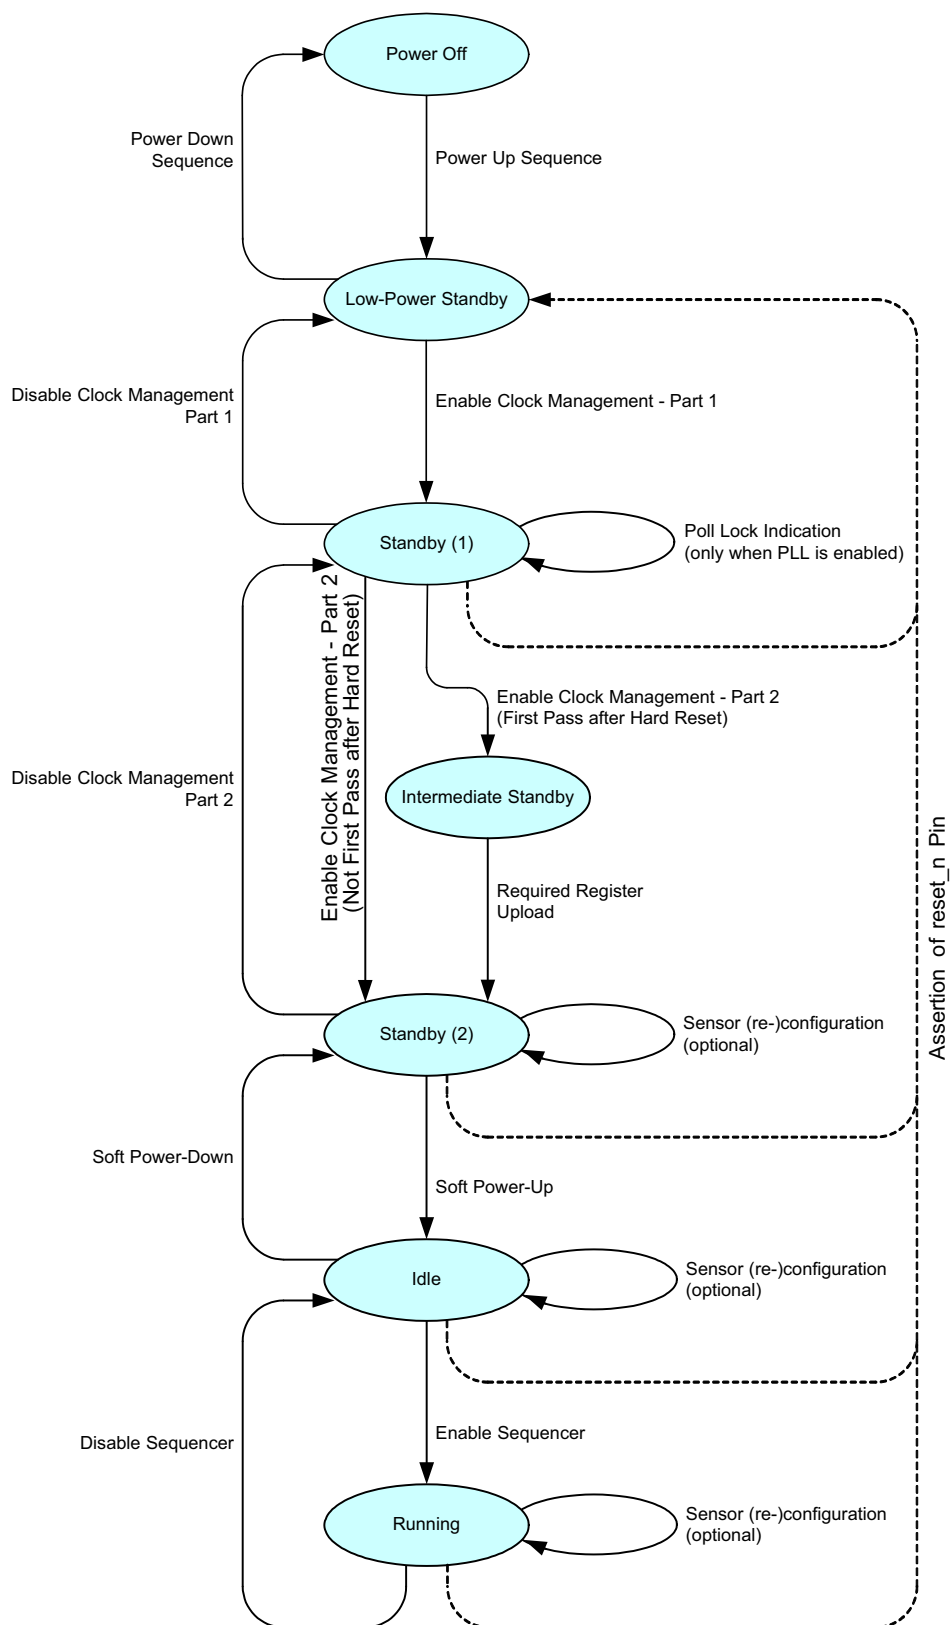 Power Off
Power Down
Sequence
Power Up Sequence
Low-Power Standby
Disable Clock Management
Part 1
Enable Clock Management - Part 1
Standby (1)
Poll Lock Indication
(only when PLL is enabled)
Enable Clock Management - Part 2
(Not First Pass after Hard Reset)
Enable Clock Management - Part 2
(First Pass after Hard Reset)
Disable Clock Management
Part 2
Intermediate Standby
Required Register
Upload
Assertion of reset_n Pin
Standby (2)
Sensor (re-)configuration
(optional)
Soft Power-Down
Soft Power-Up
Idle
Sensor (re-)configuration
(optional)
Disable Sequencer
Enable Sequencer
Running
Sensor (re-)configuration
(optional)